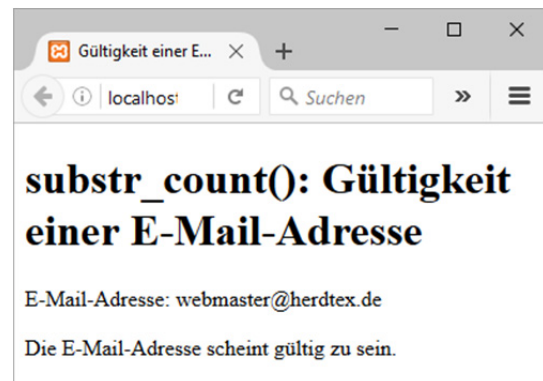 Gültigkeit einer E...
localhost
Suchen
substr_count(): Gültigkeit
einer E-Mail-Adresse
E-Mail-Adresse: webmaster@herdtex.de
Die E-Mail-Adresse scheint gültig zu sein.